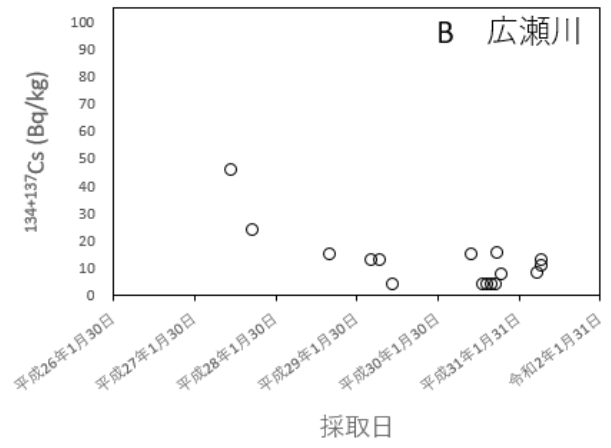 B 広瀬川
100
90
80
70
60
50
40
30
20
10
0
134+137Cs (Bq/kg)
平成26年1月30日
平成27年1月30日
平成28年1月30日
平成29年1月30日
平成30年1月30日
平成31年1月31日
令和2年1月31日
採取日